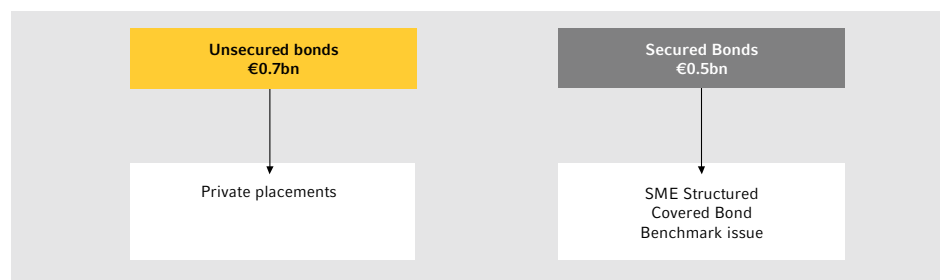 Unsecured bonds
€0.7bn
Private placements
Secured Bonds
€0.5bn
SME Structured
Covered Bond
Benchmark issue